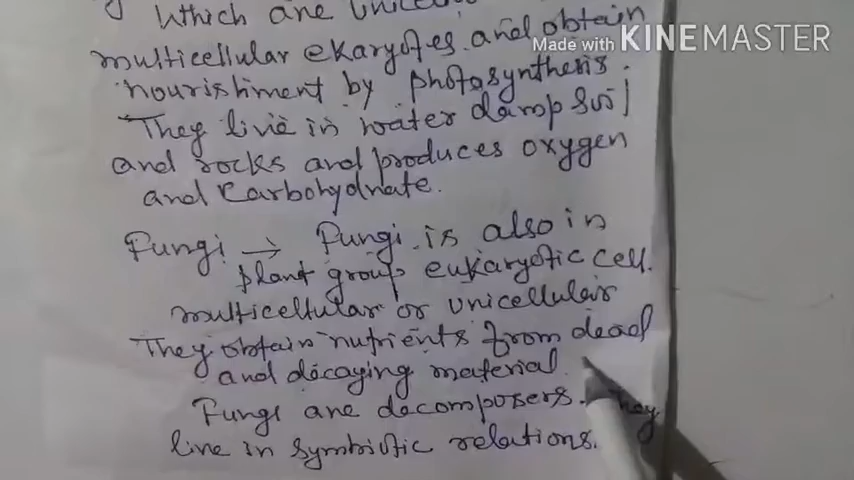 which are
multicellular ekaryotes. and obtain
Made with KINEMASTER
nourishment by photosynthesis.
They live in water damp soil
and rocks and produces oxygen
and Carbohydrate.
Fungi → Fungi is also in
plant group eukaryotic cell.
multicellular or unicellular
They obtain nutrients from dead
and decaying material.
Fungi are decomposers. They
live in symbiotic relations.